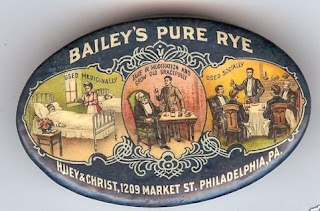 BAILEY'S PURE RYE
USED MEDICINALLY
TAKE IN MODERATION AND
GROW OLD GRACEFULLY
USED SOCIALLY
HUEY & CHRIST, 1209 MARKET ST. PHILADELPHIA, PA.